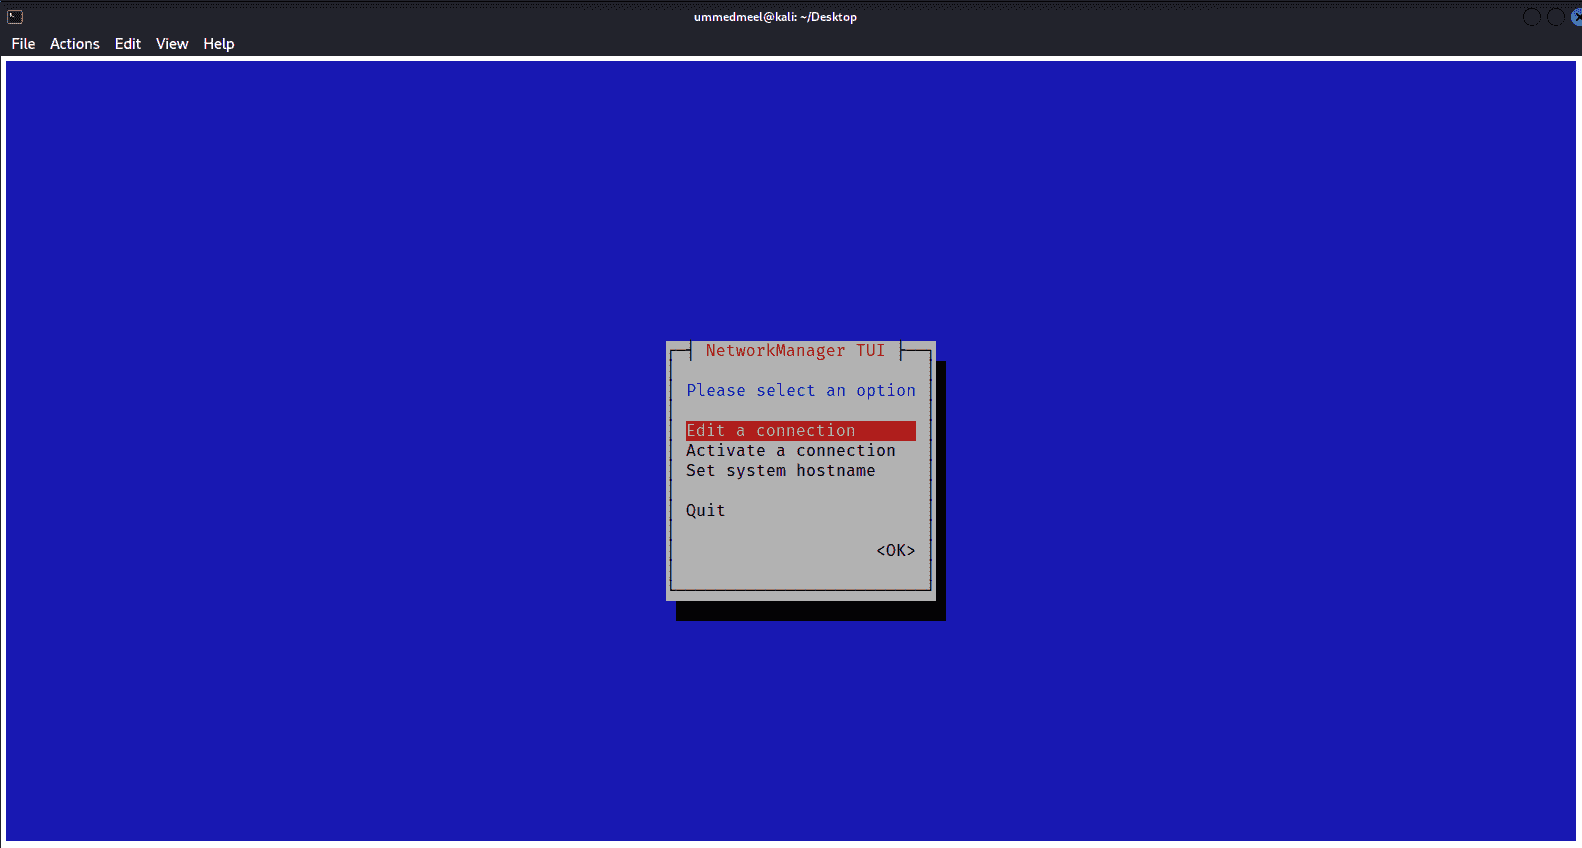 ummedmeel@kali: ~/Desktop
File Actions Edit View Help
NetworkManager TUI
Please select an option
Edit a connection
Activate a connection
Set system hostname
Quit
<OK>